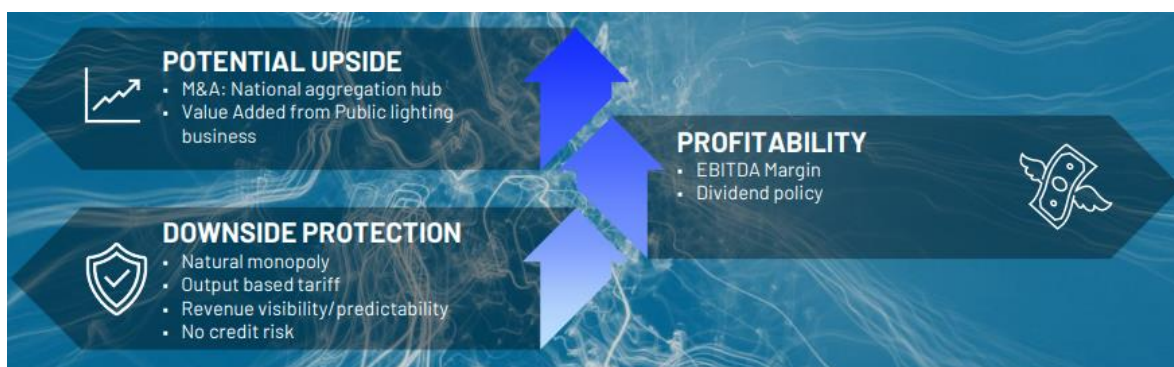 POTENTIAL UPSIDE
▪ M&A: National aggregation hub
▪ Value Added from Public lighting
business
PROFITABILITY
▪ EBITDA Margin
▪ Dividend policy
DOWNSIDE PROTECTION
▪ Natural monopoly
▪ Output based tariff
▪ Revenue visibility/predictability
▪ No credit risk